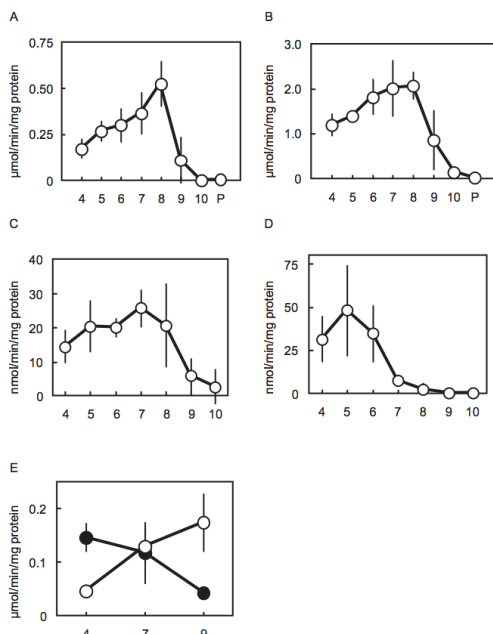 A
μmol/min/mg protein
0.75
0.50
0.25
0
4 5 6 7 8 9 10 P
B
μmol/min/mg protein
3.0
2.0
1.0
0
4 5 6 7 8 9 10 P
C
nmol/min/mg protein
40
30
20
10
0
4 5 6 7 8 9 10
D
nmol/min/mg protein
75
50
25
0
4 5 6 7 8 9 10
E
μmol/min/mg protein
0.2
0.1
0
4 7 9